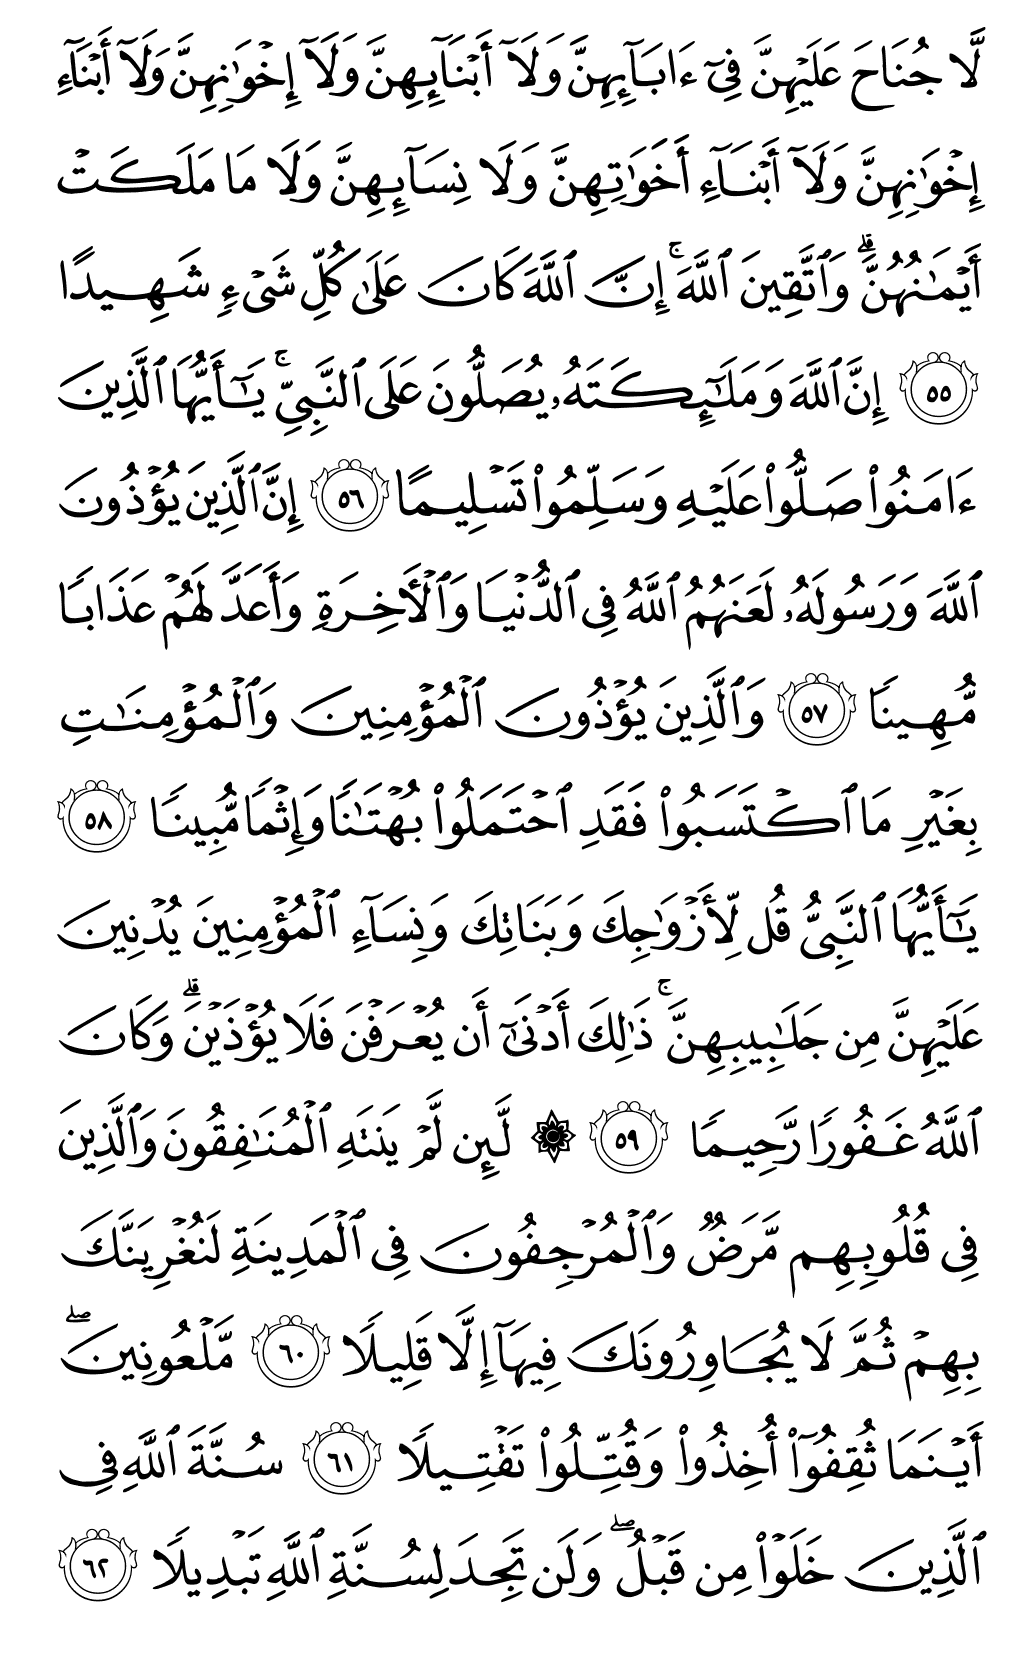 لَّا جُنَاحَ عَلَيۡهِنَّ فِيٓ ءَابَآئِهِنَّ وَلَآ أَبۡنَآئِهِنَّ وَلَآ إِخۡوَٰنِهِنَّ وَلَآ أَبۡنَآءِ
إِخۡوَٰنِهِنَّ وَلَآ أَبۡنَآءِ أَخَوَٰتِهِنَّ وَلَا نِسَآئِهِنَّ وَلَا مَا مَلَكَتۡ
أَيۡمَٰنُهُنَّۗ وَٱتَّقِينَ ٱللَّهَۚ إِنَّ ٱللَّهَ كَانَ عَلَىٰ كُلِّ شَيۡءٖ شَهِيدًا
٥٥ إِنَّ ٱللَّهَ وَمَلَٰٓئِكَتَهُۥ يُصَلُّونَ عَلَى ٱلنَّبِيِّۚ يَٰٓأَيُّهَا ٱلَّذِينَ
ءَامَنُواْ صَلُّواْ عَلَيۡهِ وَسَلِّمُواْ تَسۡلِيمًا ٥٦ إِنَّ ٱلَّذِينَ يُؤۡذُونَ
ٱللَّهَ وَرَسُولَهُۥ لَعَنَهُمُ ٱللَّهُ فِي ٱلدُّنۡيَا وَٱلۡأٓخِرَةِ وَأَعَدَّ لَهُمۡ عَذَابٗا
مُّهِينٗا ٥٧ وَٱلَّذِينَ يُؤۡذُونَ ٱلۡمُؤۡمِنِينَ وَٱلۡمُؤۡمِنَٰتِ
بِغَيۡرِ مَا ٱكۡتَسَبُواْ فَقَدِ ٱحۡتَمَلُواْ بُهۡتَٰنٗا وَإِثۡمٗا مُّبِينٗا ٥٨
يَٰٓأَيُّهَا ٱلنَّبِيُّ قُل لِّأَزۡوَٰجِكَ وَبَنَاتِكَ وَنِسَآءِ ٱلۡمُؤۡمِنِينَ يُدۡنِينَ
عَلَيۡهِنَّ مِن جَلَٰبِيبِهِنَّۚ ذَٰلِكَ أَدۡنَىٰٓ أَن يُعۡرَفۡنَ فَلَا يُؤۡذَيۡنَۗ وَكَانَ
ٱللَّهُ غَفُورٗا رَّحِيمٗا ٥٩ ۞ لَّئِن لَّمۡ يَنتَهِ ٱلۡمُنَٰفِقُونَ وَٱلَّذِينَ
فِي قُلُوبِهِم مَّرَضٞ وَٱلۡمُرۡجِفُونَ فِي ٱلۡمَدِينَةِ لَنُغۡرِيَنَّكَ
بِهِمۡ ثُمَّ لَا يُجَاوِرُونَكَ فِيهَآ إِلَّا قَلِيلٗا ٦٠ مَّلۡعُونِينَۖ
أَيۡنَمَا ثُقِفُوٓاْ أُخِذُواْ وَقُتِّلُواْ تَقۡتِيلٗا ٦١ سُنَّةَ ٱللَّهِ فِي
ٱلَّذِينَ خَلَوۡاْ مِن قَبۡلُۖ وَلَن تَجِدَ لِسُنَّةِ ٱللَّهِ تَبۡدِيلٗا ٦٢